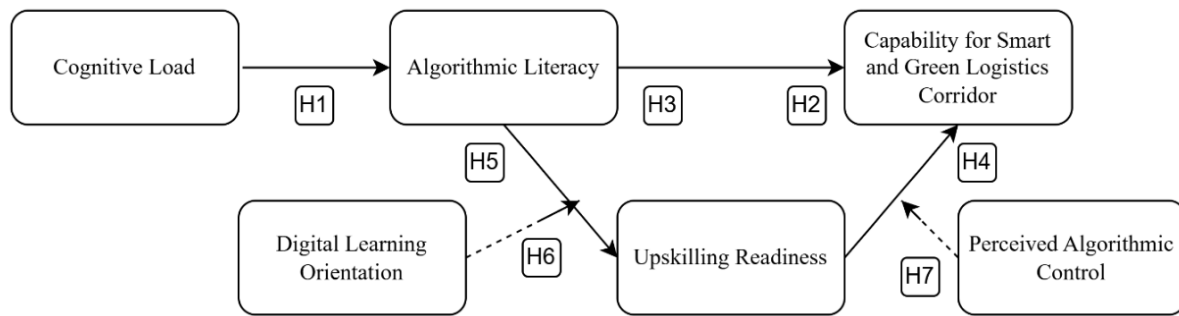 Cognitive Load
Algorithmic Literacy
Capability for Smart
and Green Logistics
Corridor
H1
H3
H2
H5
H4
Digital Learning
Orientation
H6
Upskilling Readiness
H7
Perceived Algorithmic
Control